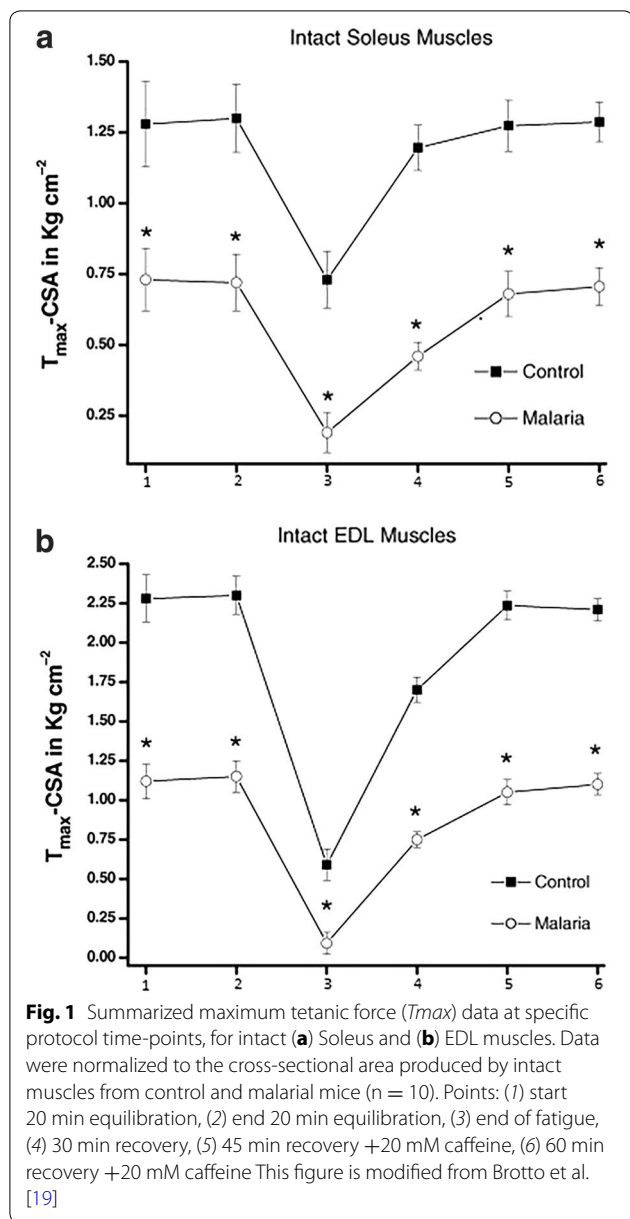 a
Intact Soleus Muscles
1.50
1.25
1.00
0.75
0.50
0.25
T_max-CSA in Kg cm⁻²
* * * * * *
Control
Malaria
1 2 3 4 5 6
b
Intact EDL Muscles
2.50
2.25
2.00
1.75
1.50
1.25
1.00
0.75
0.50
0.25
0.00
T_max-CSA in Kg cm⁻²
* * * * * *
Control
Malaria
1 2 3 4 5 6
Fig. 1 Summarized maximum tetanic force (Tmax) data at specific
protocol time-points, for intact (a) Soleus and (b) EDL muscles. Data
were normalized to the cross-sectional area produced by intact
muscles from control and malarial mice (n = 10). Points: (1) start
20 min equilibration, (2) end 20 min equilibration, (3) end of fatigue,
(4) 30 min recovery, (5) 45 min recovery +20 mM caffeine, (6) 60 min
recovery +20 mM caffeine This figure is modified from Brotto et al.
[19]